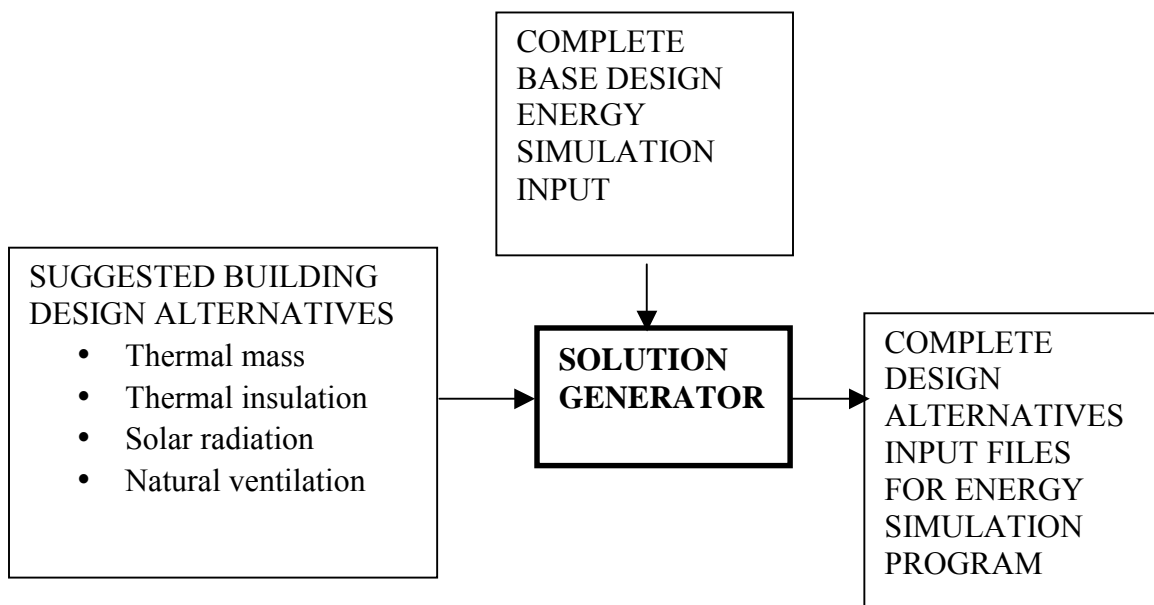 COMPLETE
BASE DESIGN
ENERGY
SIMULATION
INPUT
SUGGESTED BUILDING
DESIGN ALTERNATIVES
• Thermal mass
• Thermal insulation
• Solar radiation
• Natural ventilation
SOLUTION
GENERATOR
COMPLETE
DESIGN
ALTERNATIVES
INPUT FILES
FOR ENERGY
SIMULATION
PROGRAM